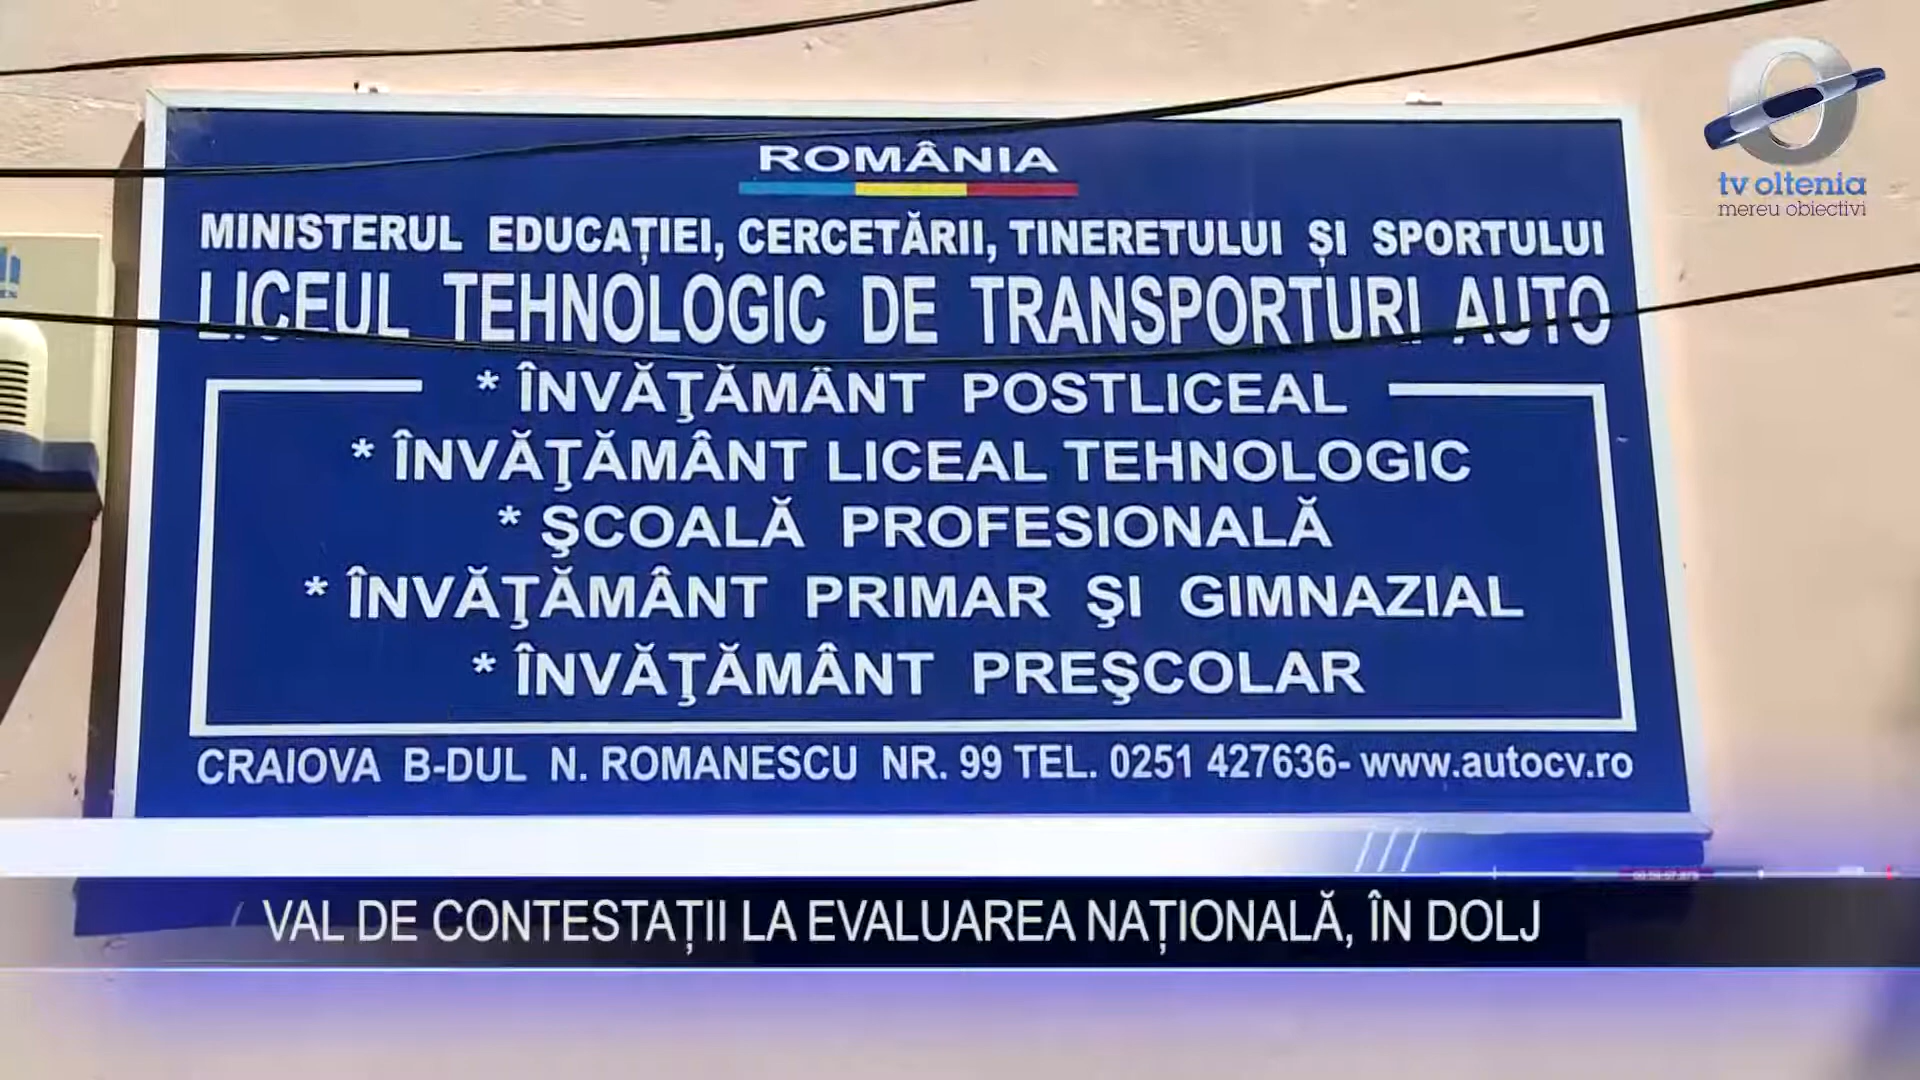 ROMÂNIA
MINISTERUL EDUCAȚIEI, CERCETĂRII, TINERETULUI ȘI SPORTULUI
LICEUL TEHNOLOGIC DE TRANSPORTURI AUTO
* ÎNVĂŢĂMÂNT POSTLICEAL
* ÎNVĂŢĂMÂNT LICEAL TEHNOLOGIC
* ŞCOALĂ PROFESIONALĂ
* ÎNVĂŢĂMÂNT PRIMAR ŞI GIMNAZIAL
* ÎNVĂŢĂMÂNT PREŞCOLAR
CRAIOVA B-DUL N. ROMANESCU NR. 99 TEL. 0251 427636- www.autocv.ro
tv oltenia
mereu obiectivi
VAL DE CONTESTAȚII LA EVALUAREA NAȚIONALĂ, ÎN DOLJ